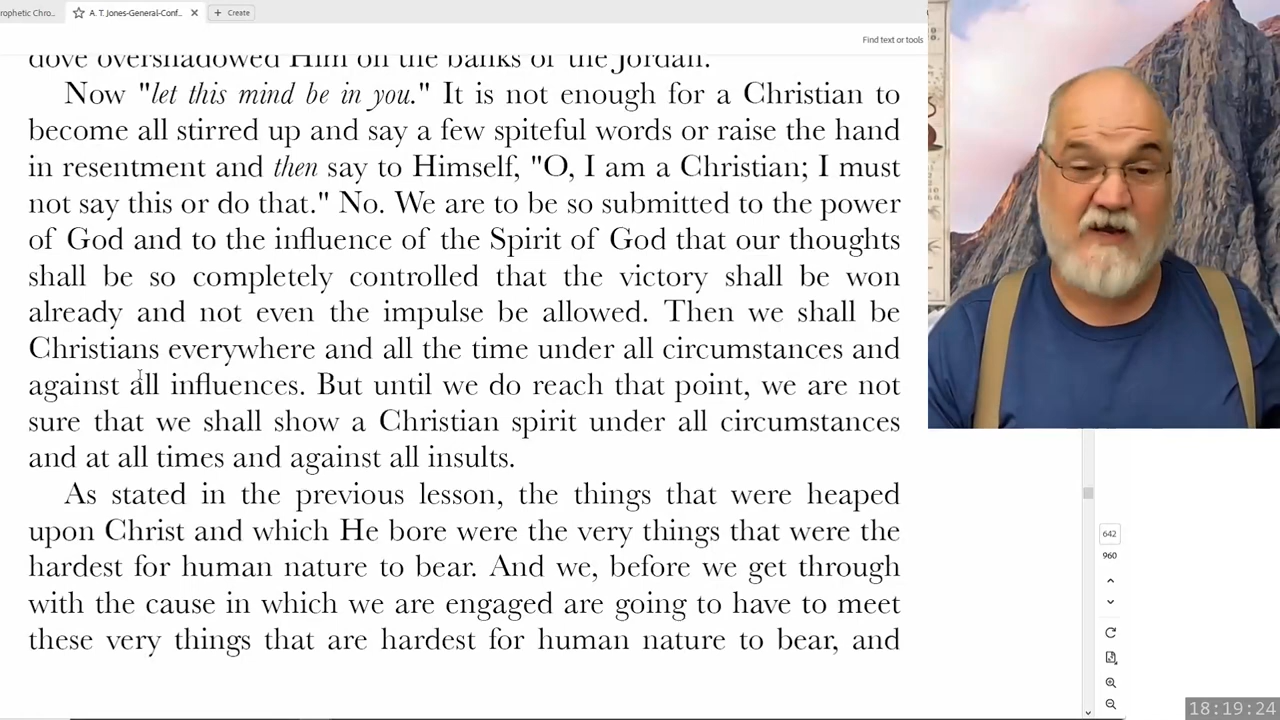 rophetic Chro...
A. T. Jones-General-Conf...
Create
Find text or tools
dove overshadowed Him on the banks of the Jordan.
Now "let this mind be in you." It is not enough for a Christian to
become all stirred up and say a few spiteful words or raise the hand
in resentment and then say to Himself, "O, I am a Christian; I must
not say this or do that." No. We are to be so submitted to the power
of God and to the influence of the Spirit of God that our thoughts
shall be so completely controlled that the victory shall be won
already and not even the impulse be allowed. Then we shall be
Christians everywhere and all the time under all circumstances and
against all influences. But until we do reach that point, we are not
sure that we shall show a Christian spirit under all circumstances
and at all times and against all insults.
As stated in the previous lesson, the things that were heaped
upon Christ and which He bore were the very things that were the
hardest for human nature to bear. And we, before we get through
with the cause in which we are engaged are going to have to meet
these very things that are hardest for human nature to bear, and
642
960
18:19:24